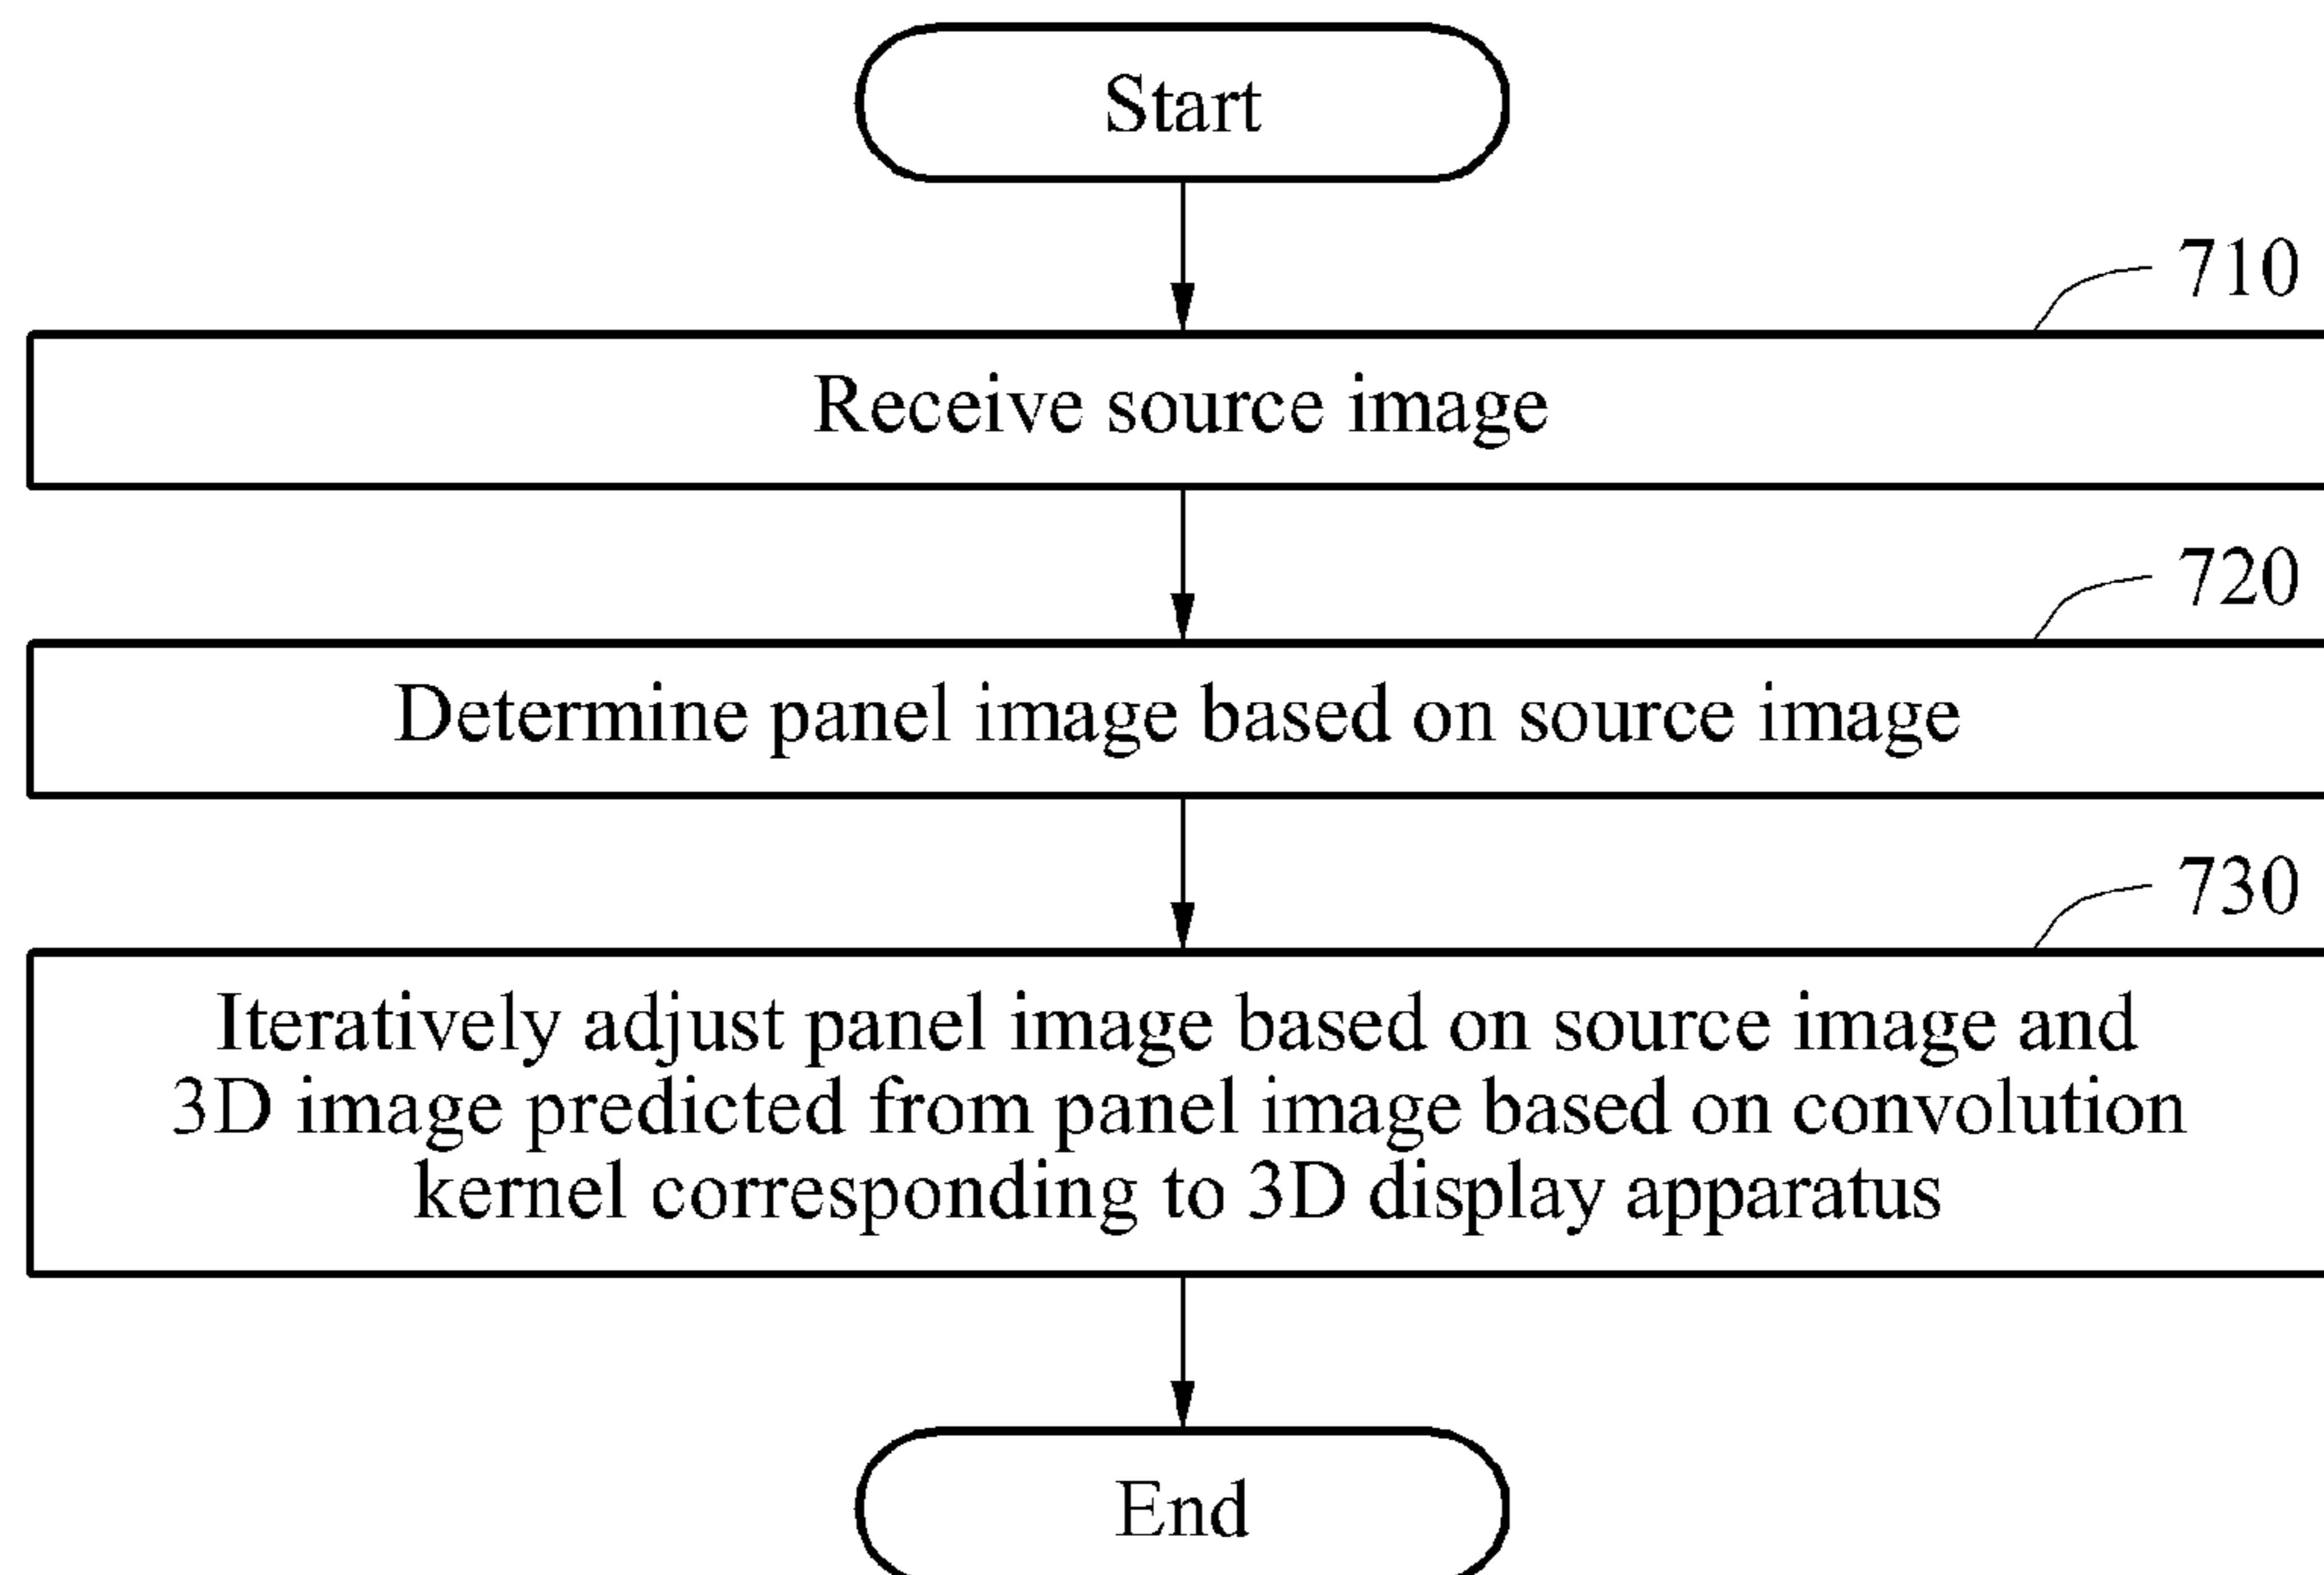 Start
710
Receive source image
720
Determine panel image based on source image
730
Iteratively adjust panel image based on source image and
3D image predicted from panel image based on convolution
kernel corresponding to 3D display apparatus
End